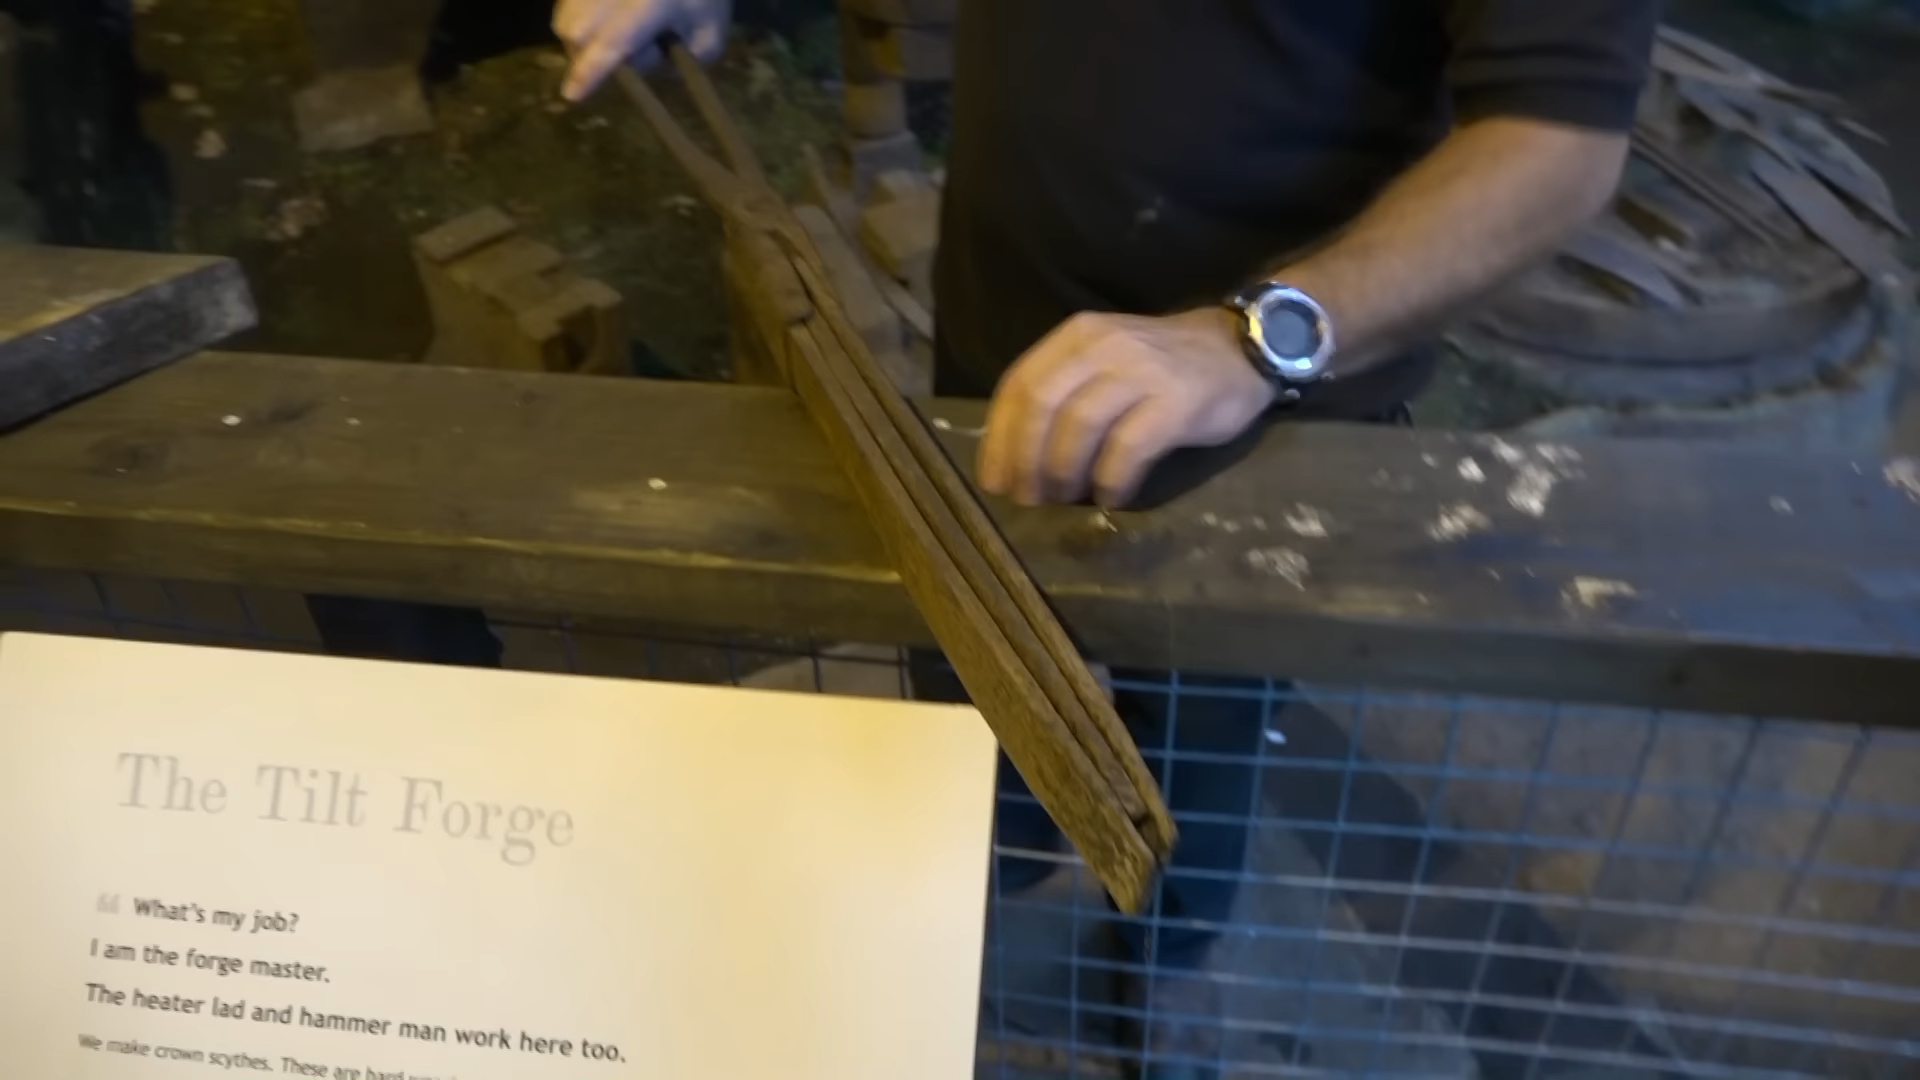 The Tilt Forge
“ What's my job?
I am the forge master.
The heater lad and hammer man work here too.
We make crown scythes. These are hard